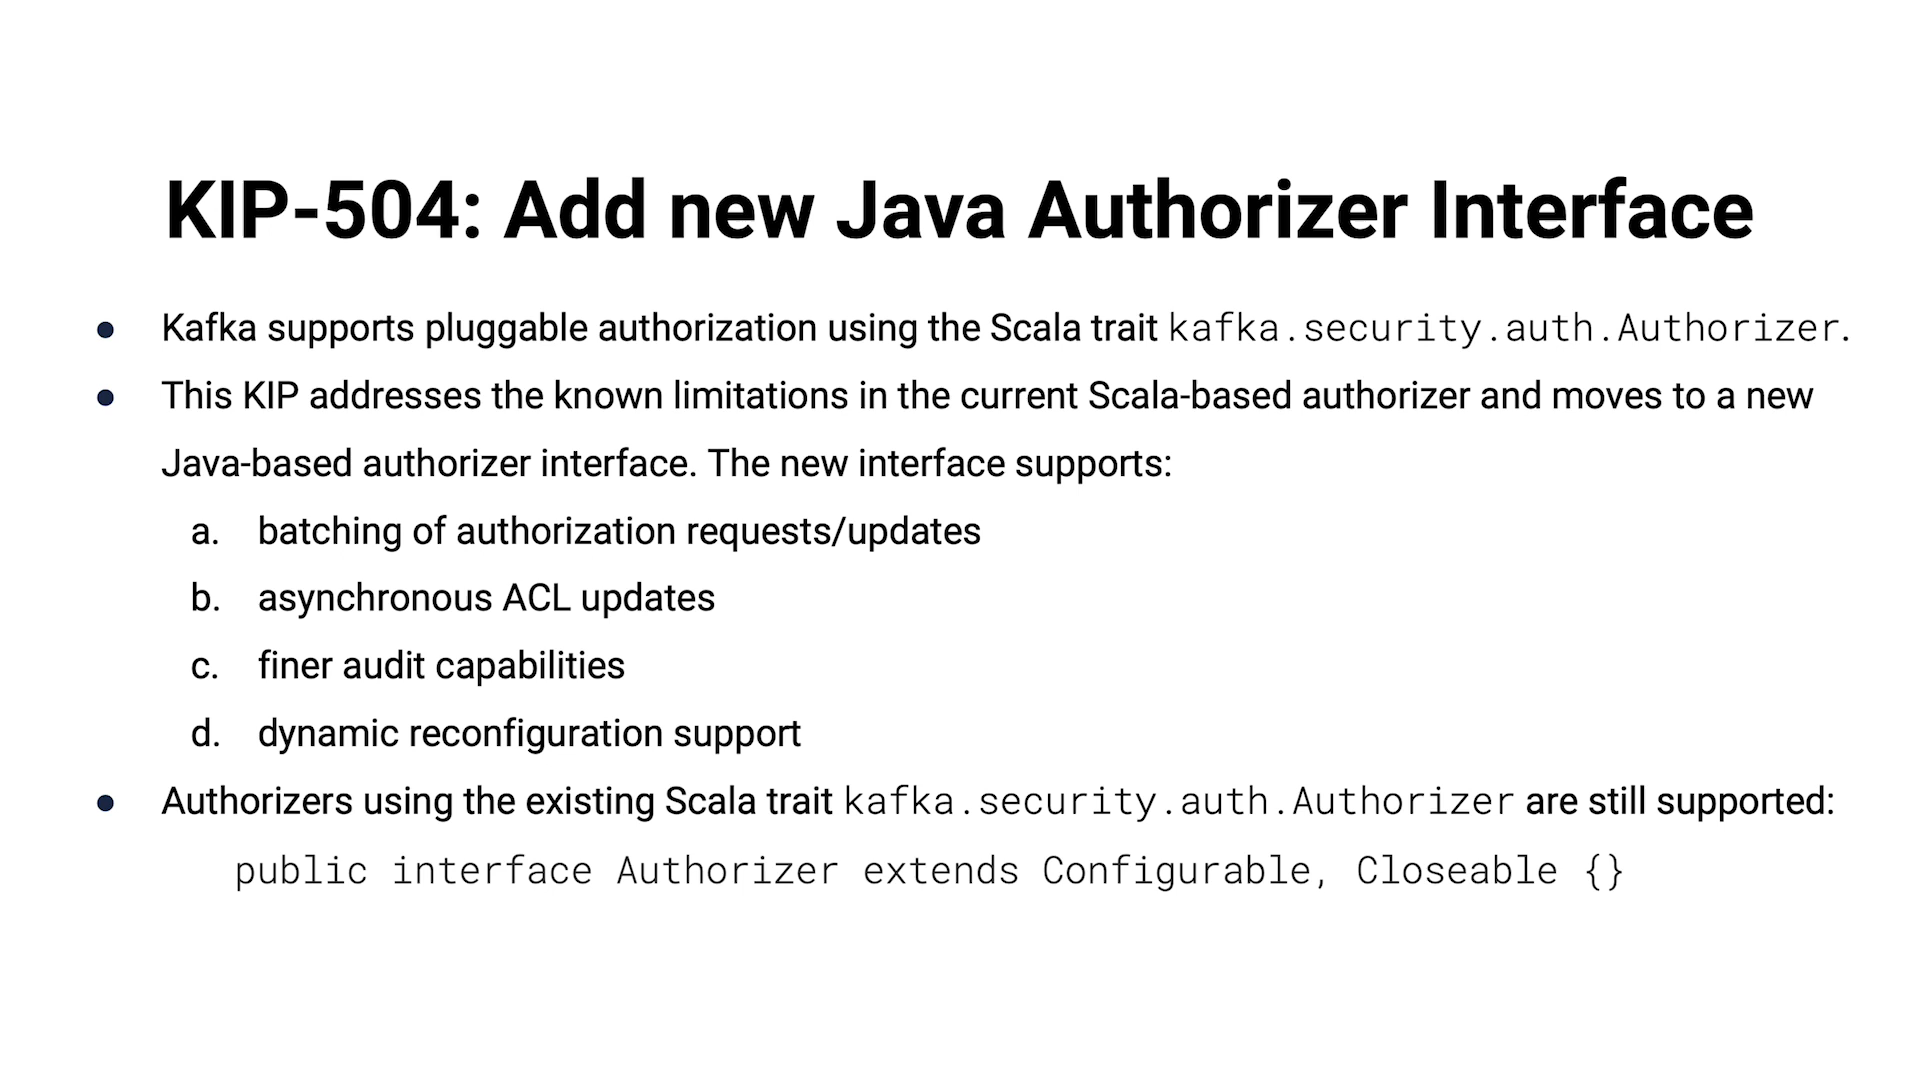 KIP-504: Add new Java Authorizer Interface
● Kafka supports pluggable authorization using the Scala trait kafka.security.auth.Authorizer.
● This KIP addresses the known limitations in the current Scala-based authorizer and moves to a new
Java-based authorizer interface. The new interface supports:
a. batching of authorization requests/updates
b. asynchronous ACL updates
c. finer audit capabilities
d. dynamic reconfiguration support
● Authorizers using the existing Scala trait kafka.security.auth.Authorizer are still supported:
public interface Authorizer extends Configurable, Closeable {}